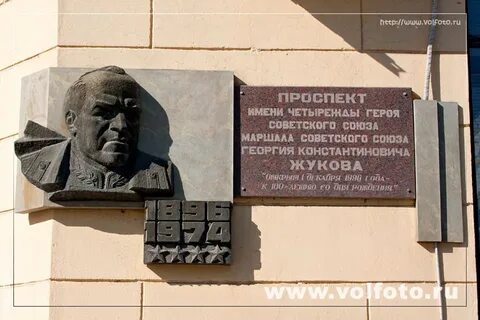 http://www.volfoto.ru
ПРОСПЕКТ
ИМЕНИ ЧЕТЫРЕЖДЫ ГЕРОЯ
СОВЕТСКОГО СОЮЗА
МАРШАЛА СОВЕТСКОГО СОЮЗА
ГЕОРГИЯ КОНСТАНТИНОВИЧА
ЖУКОВА
"ОТКРЫТ 1 ДЕКАБРЯ 1996 ГОДА-
К 100-ЛЕТИЮ СО ДНЯ РОЖДЕНИЯ"
1896
1974
www.volfoto.ru